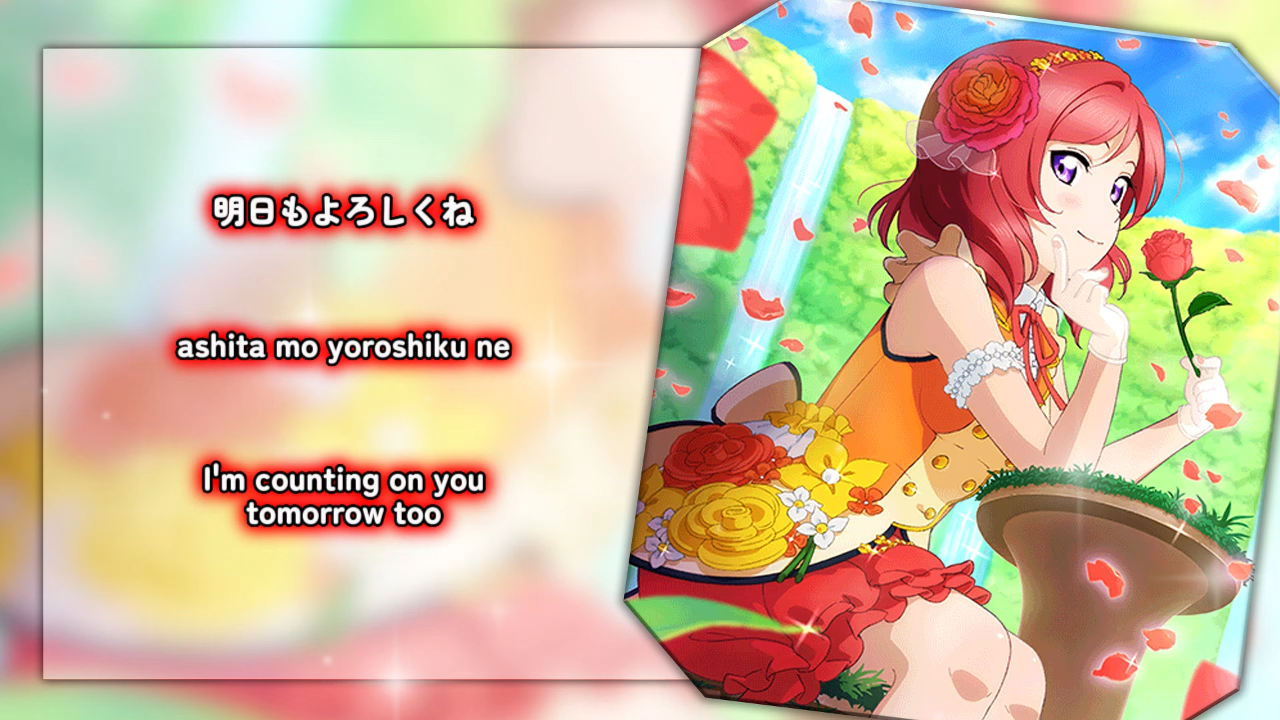 明日もよろしくね
ashita mo yoroshiku ne
I'm counting on you
tomorrow too